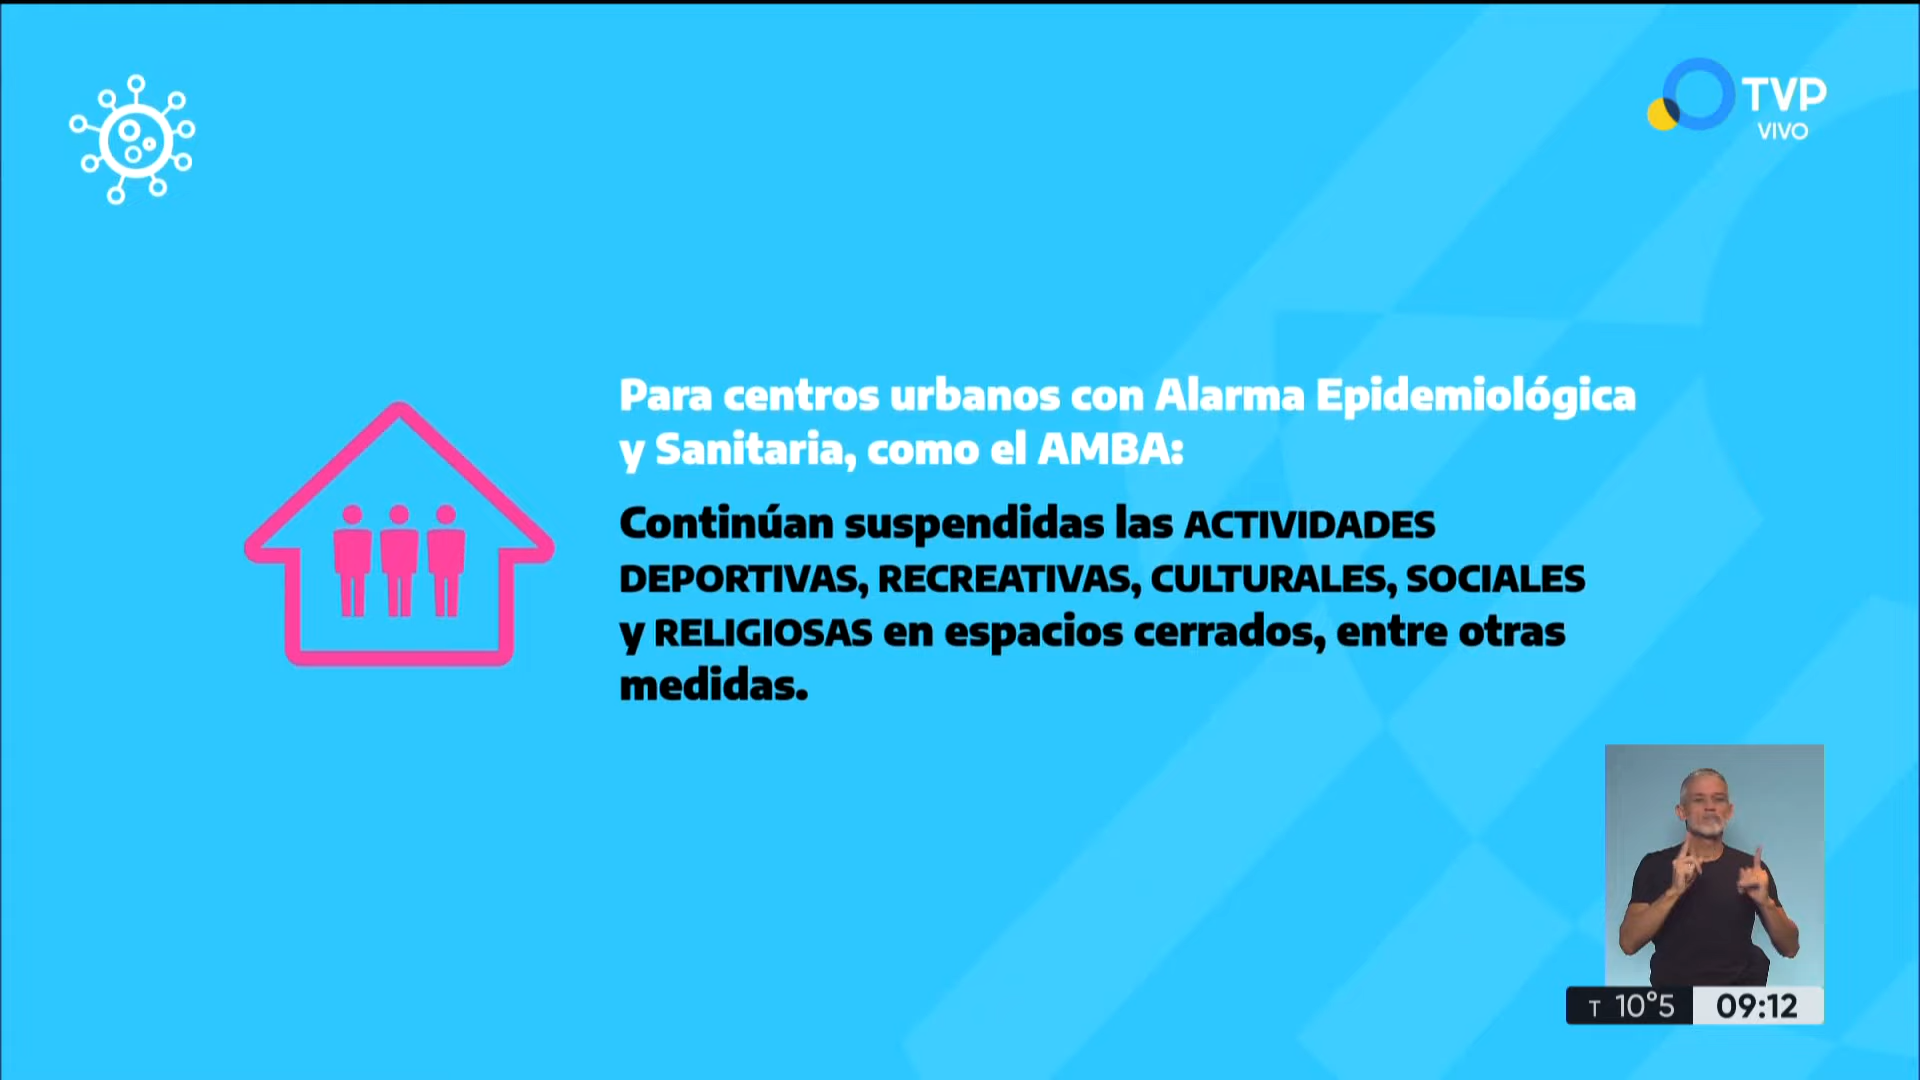 TVP
VIVO
Para centros urbanos con Alarma Epidemiológica
y Sanitaria, como el AMBA:
Continúan suspendidas las ACTIVIDADES
DEPORTIVAS, RECREATIVAS, CULTURALES, SOCIALES
y RELIGIOSAS en espacios cerrados, entre otras
medidas.
T 10°5 09:12